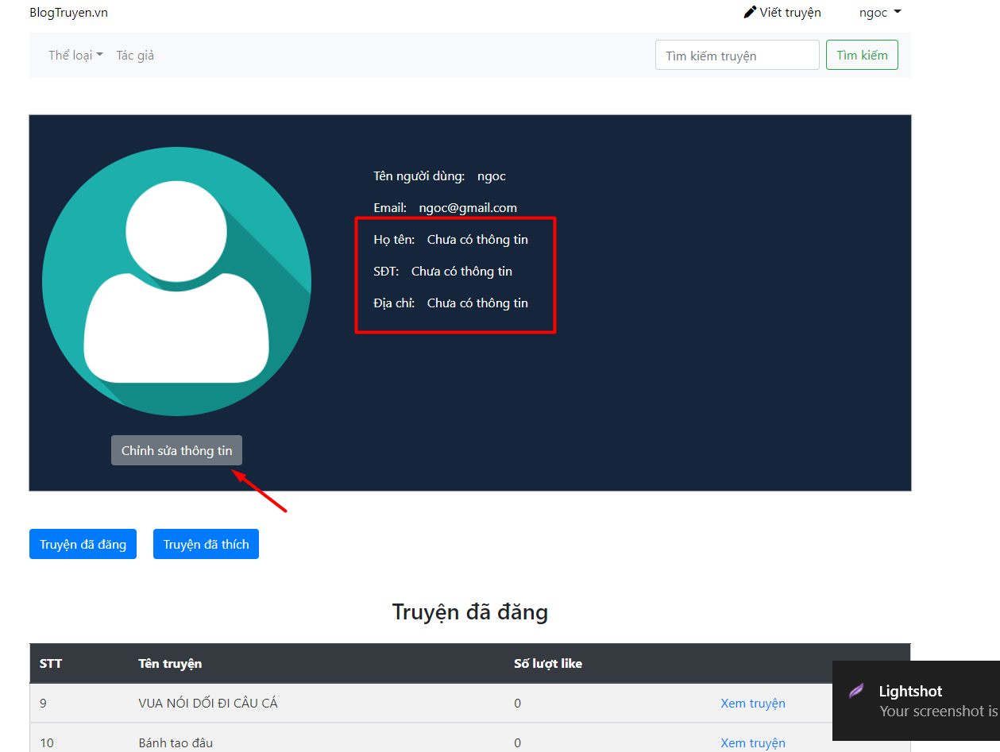 BlogTruyen.vn Viết truyện ngoc
Thể loại Tác giả Tìm kiếm truyện Tìm kiếm
Tên người dùng: ngoc
Email: ngoc@gmail.com
Họ tên: Chưa có thông tin
SĐT: Chưa có thông tin
Địa chỉ: Chưa có thông tin
Chỉnh sửa thông tin
Truyện đã đăng Truyện đã thích
Truyện đã đăng
STT Tên truyện Số lượt like
9 VUA NÓI DỐI ĐI CÂU CÁ 0 Xem truyện
10 Bánh tao đâu 0 Xem truyện
Lightshot
Your screenshot is